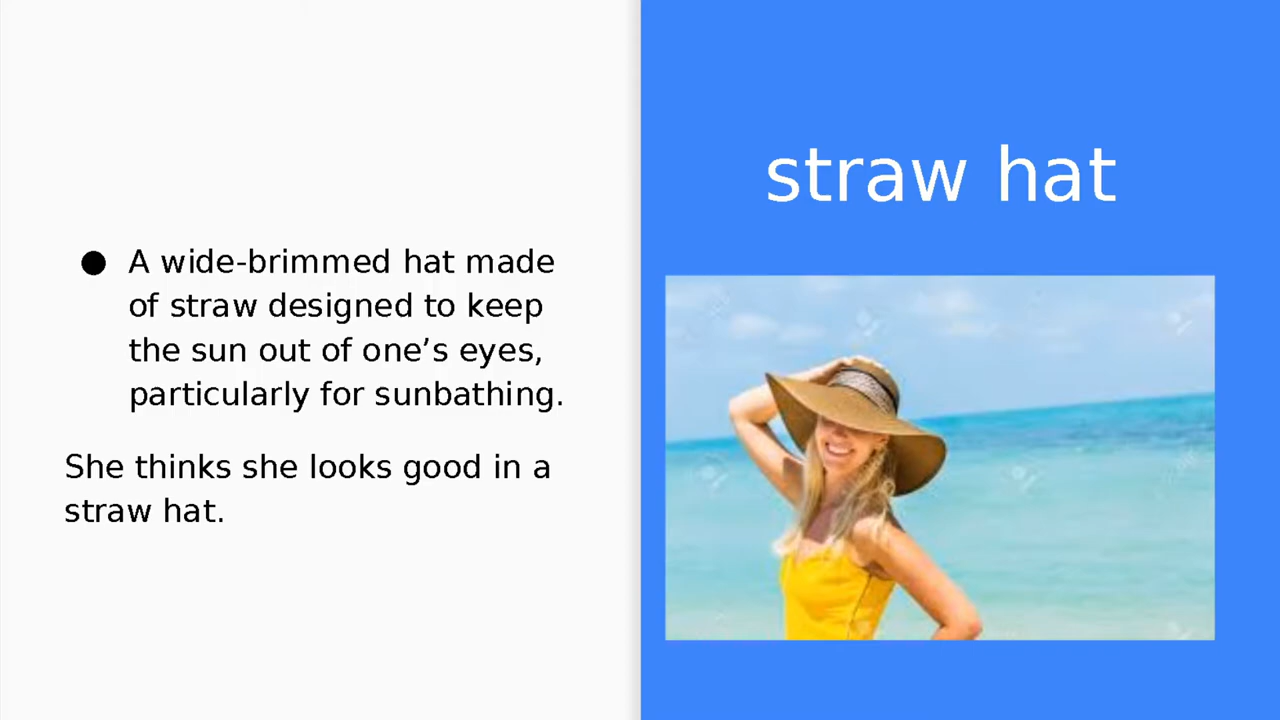 straw hat
● A wide-brimmed hat made
of straw designed to keep
the sun out of one’s eyes,
particularly for sunbathing.
She thinks she looks good in a
straw hat.